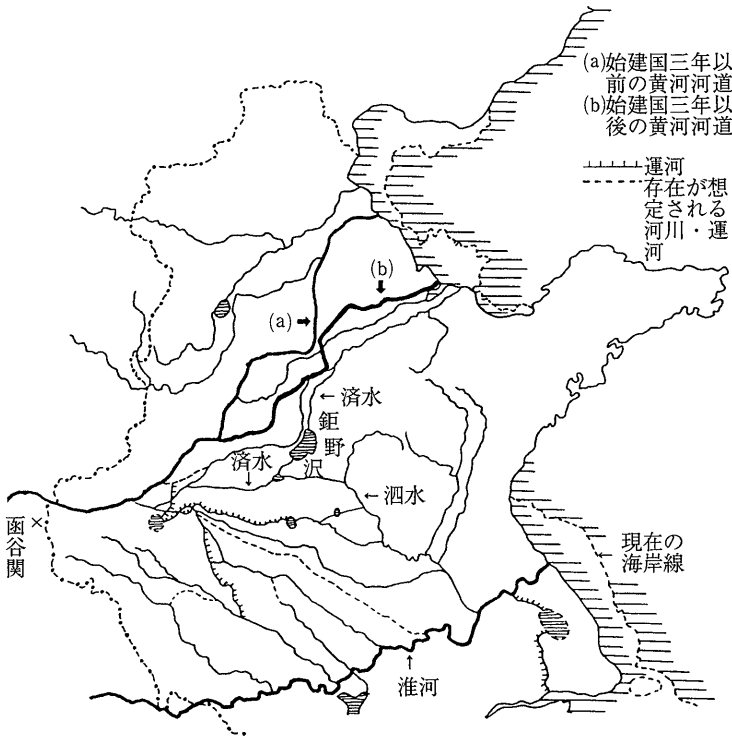 (a)始建国三年以
前の黄河河道
(b)始建国三年以
後の黄河河道
運河
存在が想
定される
河川・運
河
(b)
(a)
済水
鉅野沢
済水
泗水
函谷関
現在の
海岸線
淮河